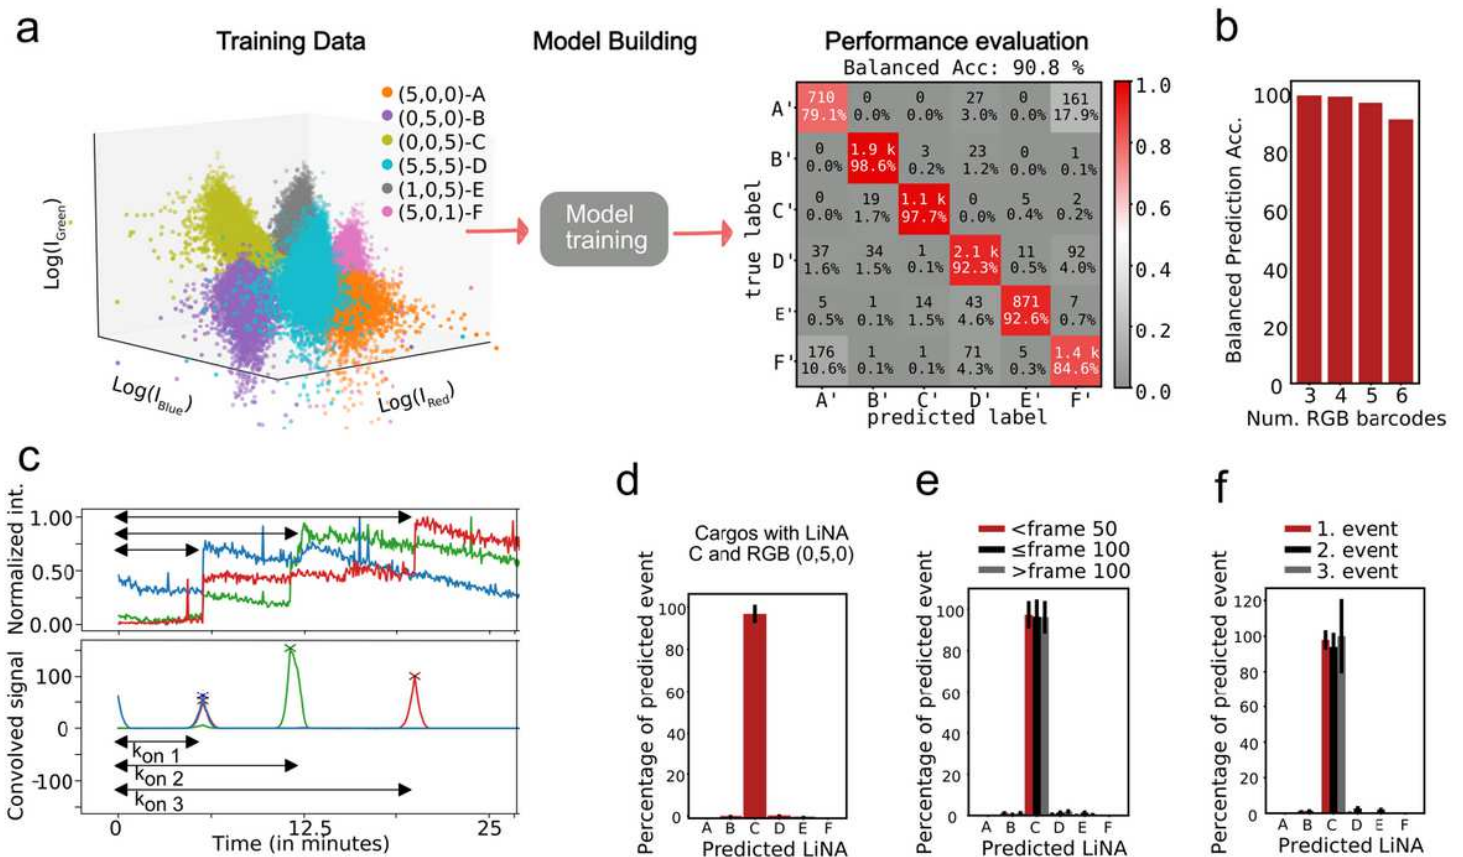 a
Training Data
Model Building
Performance evaluation
b
Balanced Acc: 90.8 %
(5,0,0)-A
(0,5,0)-B
(0,0,5)-C
(5,5,5)-D
(1,0,5)-E
(5,0,1)-F
Log(I Green)
Log(I Blue)
Log(I Red)
Model
training
true label
A' 710 0 0 27 0 161
79.1% 0.0% 0.0% 3.0% 0.0% 17.9%
B' 0 1.9 k 3 23 0 1
0.0% 98.6% 0.2% 1.2% 0.0% 0.1%
C' 0 19 1.1 k 0 5 2
0.0% 1.7% 97.7% 0.0% 0.4% 0.2%
D' 37 34 1 2.1 k 11 92
1.6% 1.5% 0.1% 92.3% 0.5% 4.0%
E' 5 1 14 43 871 7
0.5% 0.1% 1.5% 4.6% 92.6% 0.7%
F' 176 1 1 71 5 1.4 k
10.6% 0.1% 0.1% 4.3% 0.3% 84.6%
A' B' C' D' E' F'
predicted label
1.0
0.8
0.6
0.4
0.2
0.0
Balanced Prediction Acc.
100
80
60
40
20
0
3 4 5 6
Num. RGB barcodes
c
Normalized int.
1.00
0.50
0.00
Convolved signal
100
0
-100
k on 1
k on 2
k on 3
0 12.5 25
Time (in minutes)
d
Cargos with LiNA
C and RGB (0,5,0)
Percentage of predicted event
100
80
60
40
20
0
A B C D E F
Predicted LiNA
e
<frame 50
≤frame 100
>frame 100
Percentage of predicted event
100
80
60
40
20
0
A B C D E F
Predicted LiNA
f
1. event
2. event
3. event
Percentage of predicted event
120
100
80
60
40
20
0
A B C D E F
Predicted LiNA